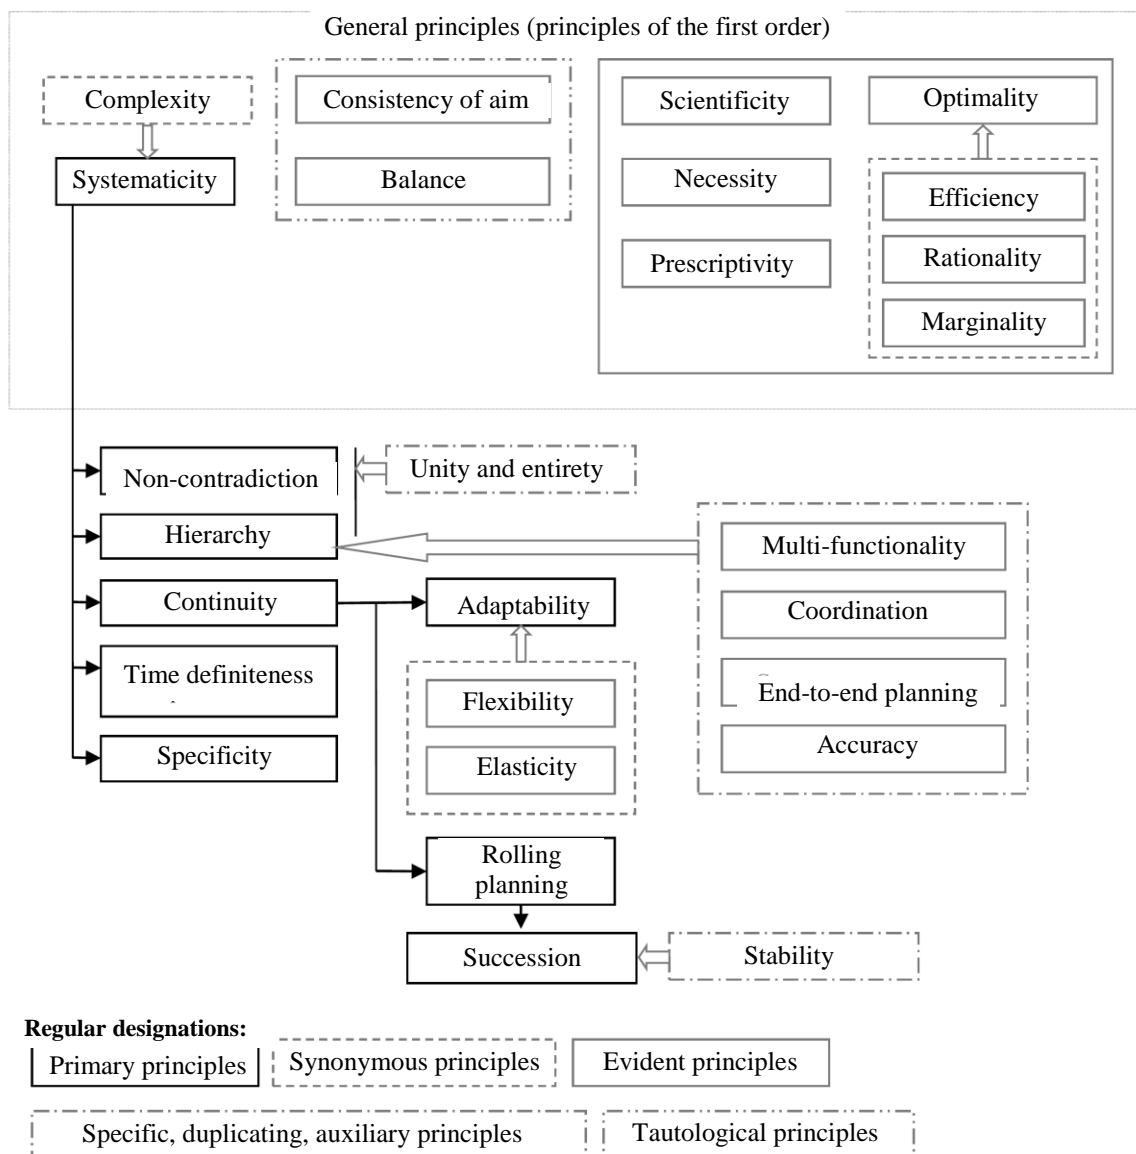 General principles (principles of the first order)
Complexity
Systematicity
Consistency of aim
Balance
Scientificity
Necessity
Prescriptivity
Optimality
Efficiency
Rationality
Marginality
Non-contradiction
Unity and entirety
Hierarchy
Continuity
Time definiteness
Specificity
Adaptability
Flexibility
Elasticity
Multi-functionality
Coordination
End-to-end planning
Accuracy
Rolling
planning
Succession
Stability
Regular designations:
Primary principles
Synonymous principles
Evident principles
Specific, duplicating, auxiliary principles
Tautological principles